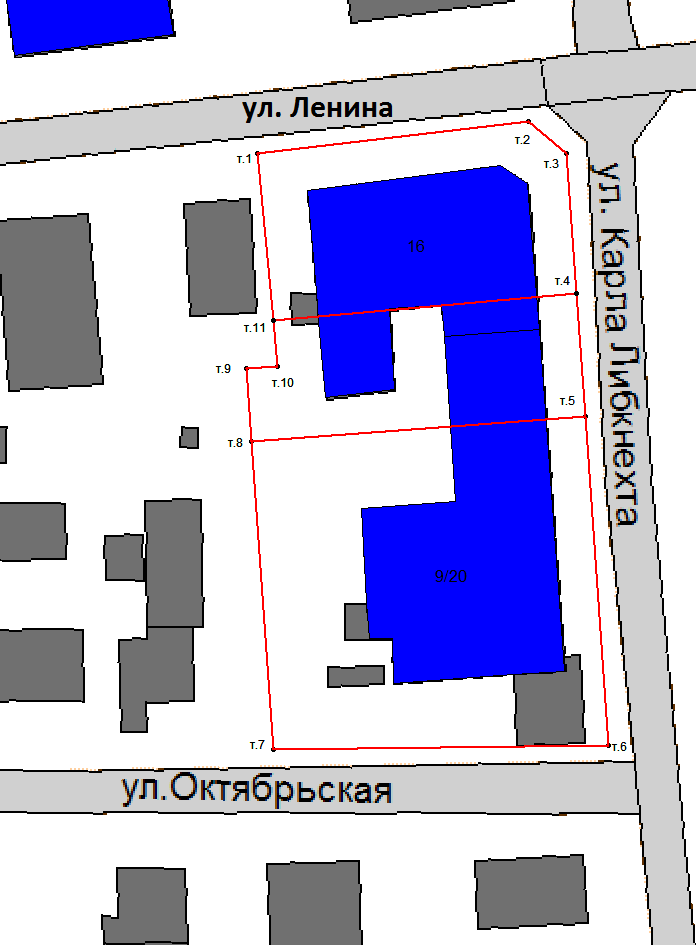 ул. Ленина
т.2
т.1
т.3
ул. Карла Либкнехта
16
т.4
т.11
т.9
т.10
т.5
т.8
9/20
т.7
т.6
ул.Октябрьская